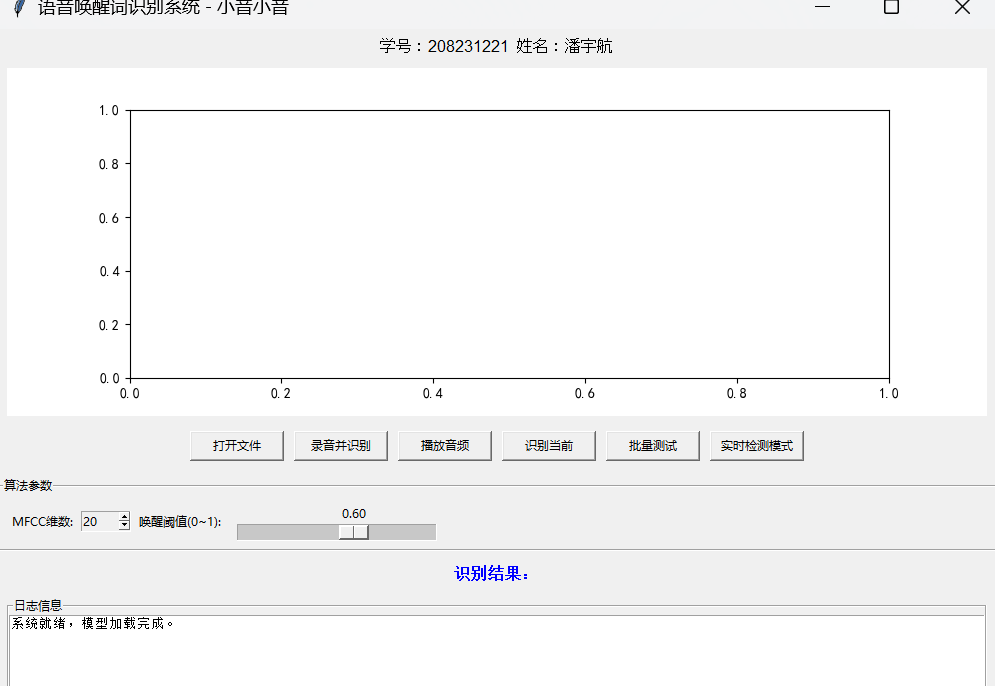 语音唤醒词识别系统 - 小音小音
学号：208231221 姓名：潘宇航
1.0
0.8
0.6
0.4
0.2
0.0
0.0 0.2 0.4 0.6 0.8 1.0
打开文件 录音并识别 播放音频 识别当前 批量测试 实时检测模式
算法参数
0.60
MFCC维数: 20 唤醒阈值(0~1):
识别结果：
日志信息
系统就绪，模型加载完成。